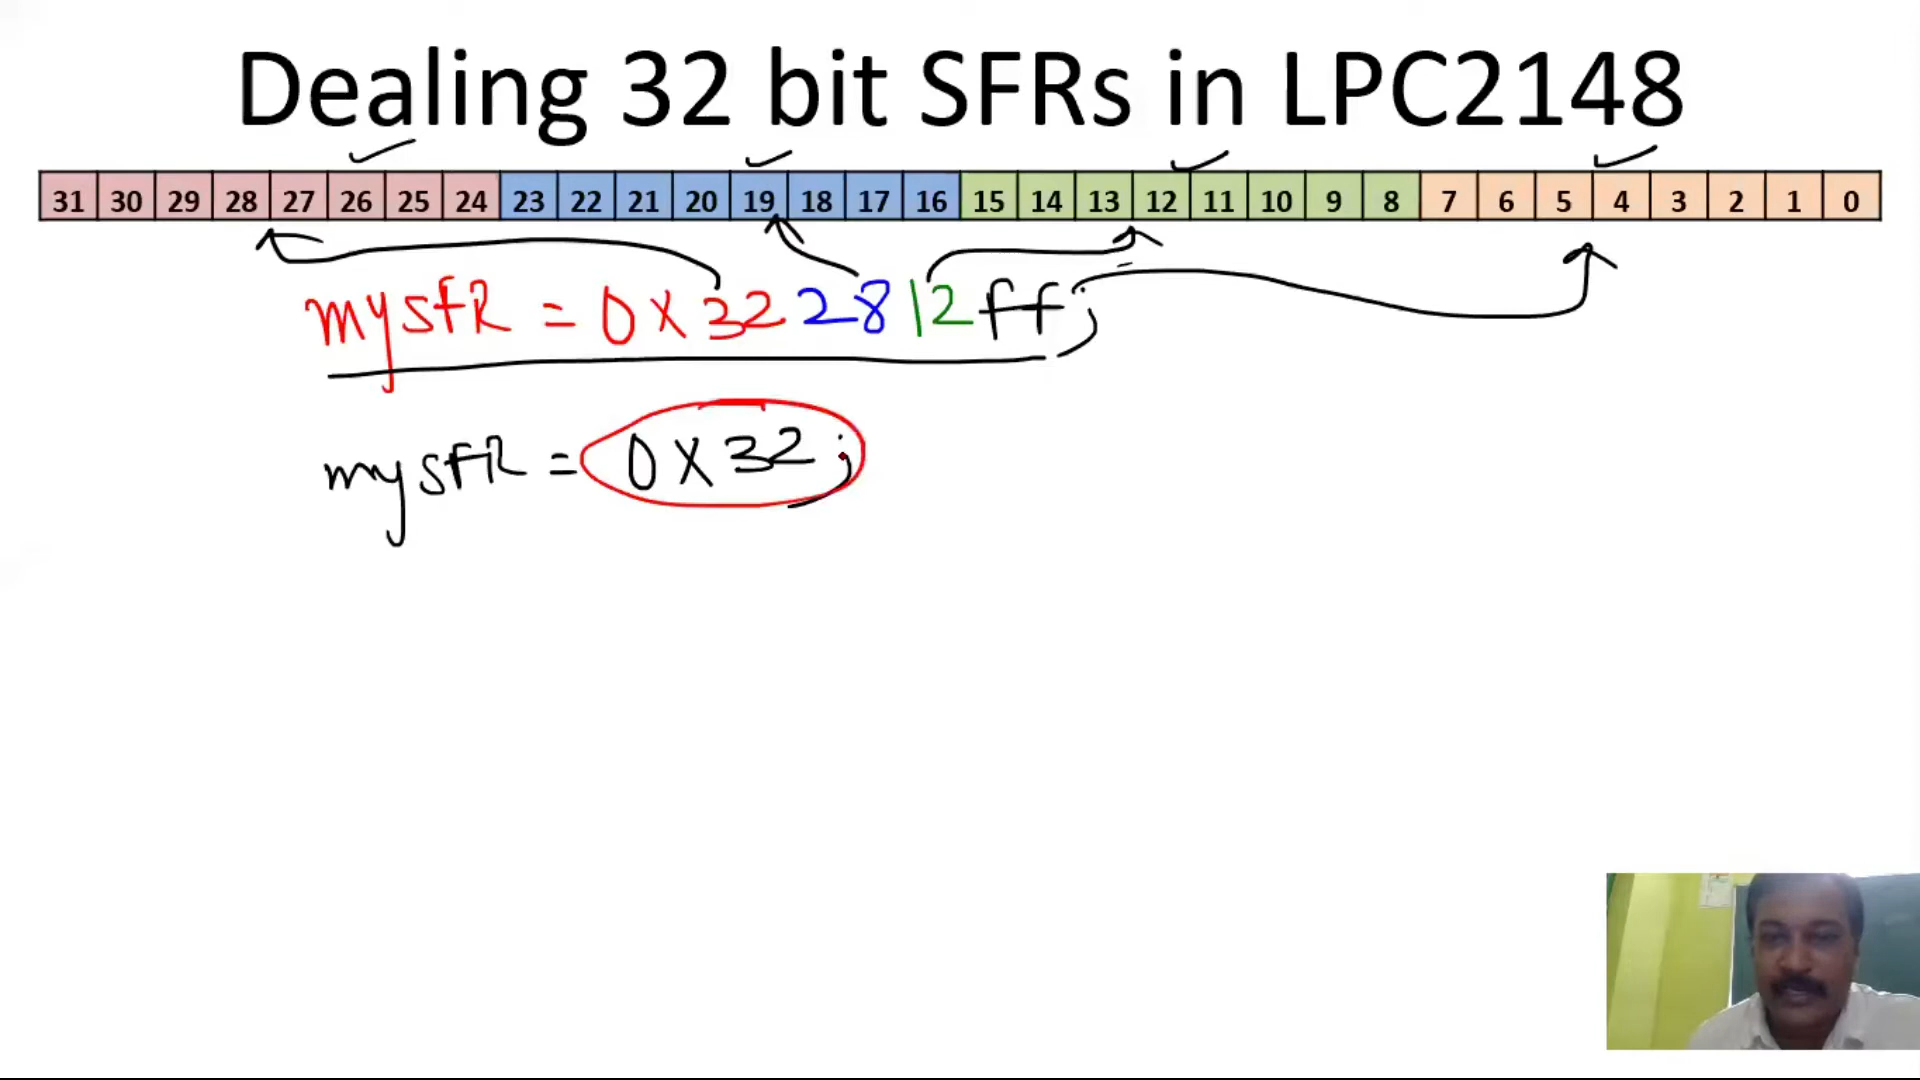 Dealing 32 bit SFRs in LPC2148
31 30 29 28 27 26 25 24 23 22 21 20 19 18 17 16 15 14 13 12 11 10 9 8 7 6 5 4 3 2 1 0
mysfR = 0x322812ff;
mysfR = 0x32;